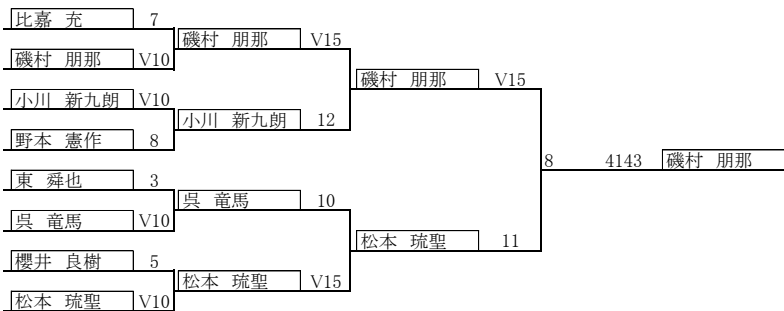 比嘉 充 7
磯村 朋那 V15
磯村 朋那 V10
磯村 朋那 V15
小川 新九朗 V10
小川 新九朗 12
野本 憲作 8
8 4143 磯村 朋那
東 舜也 3
呉 竜馬 10
呉 竜馬 V10
松本 琉聖 11
櫻井 良樹 5
松本 琉聖 V15
松本 琉聖 V10